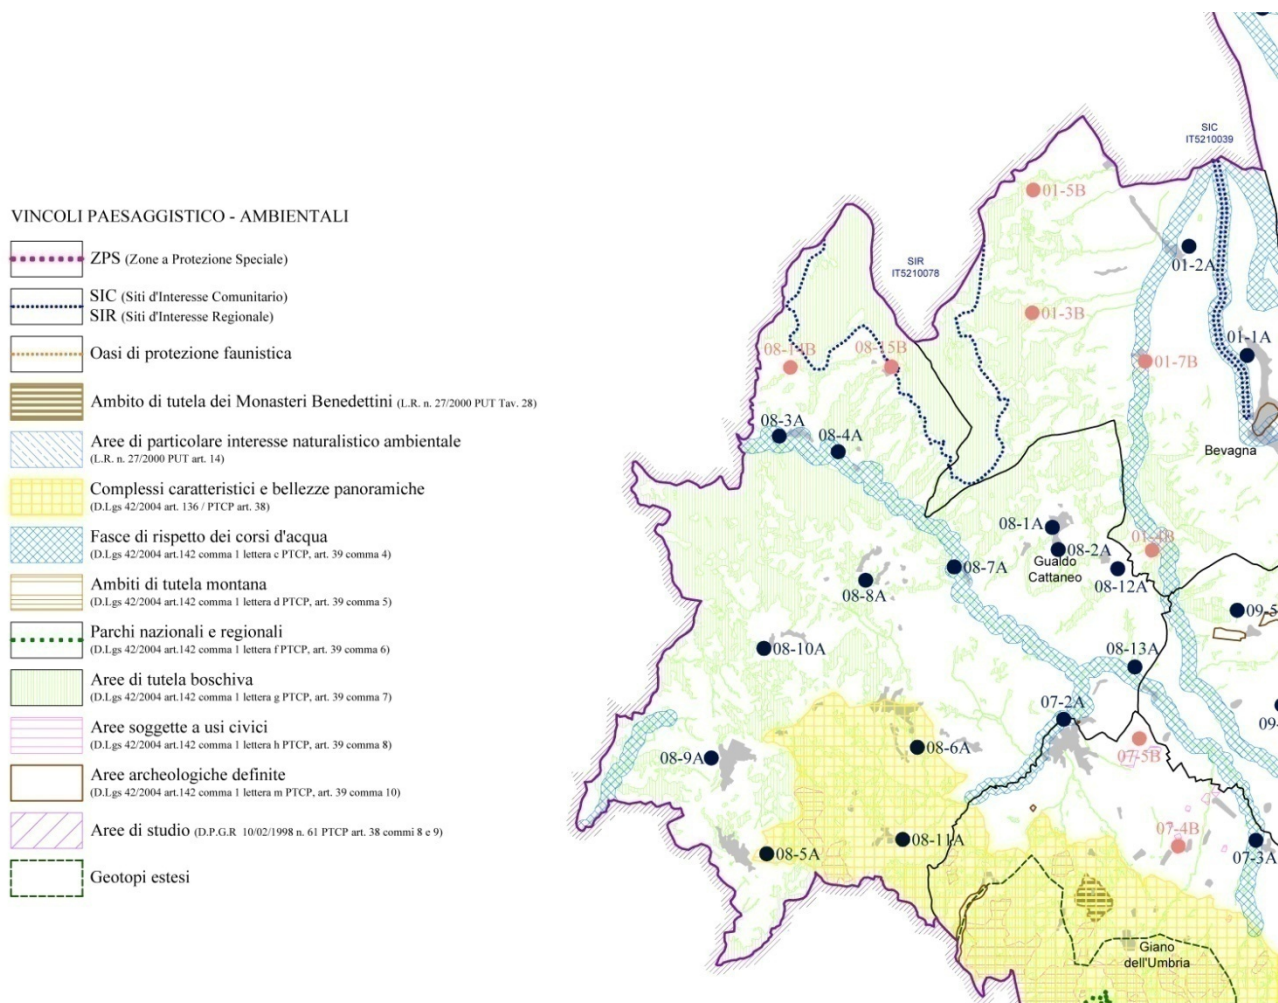 VINCOLI PAESAGGISTICO - AMBIENTALI
ZPS (Zone a Protezione Speciale)
SIC (Siti d'Interesse Comunitario)
SIR (Siti d'Interesse Regionale)
Oasi di protezione faunistica
Ambito di tutela dei Monasteri Benedettini (L.R. n. 27/2000 PUT Tav. 28)
Aree di particolare interesse naturalistico ambientale
(L.R. n. 27/2000 PUT art. 14)
Complessi caratteristici e bellezze panoramiche
(D.Lgs 42/2004 art. 136 / PTCP art. 38)
Fasce di rispetto dei corsi d'acqua
(D.Lgs 42/2004 art.142 comma 1 lettera c PTCP, art. 39 comma 4)
Ambiti di tutela montana
(D.Lgs 42/2004 art.142 comma 1 lettera d PTCP, art. 39 comma 5)
Parchi nazionali e regionali
(D.Lgs 42/2004 art.142 comma 1 lettera f PTCP, art. 39 comma 6)
Aree di tutela boschiva
(D.Lgs 42/2004 art.142 comma 1 lettera g PTCP, art. 39 comma 7)
Aree soggette a usi civici
(D.Lgs 42/2004 art.142 comma 1 lettera h PTCP, art. 39 comma 8)
Aree archeologiche definite
(D.Lgs 42/2004 art.142 comma 1 lettera m PTCP, art. 39 comma 10)
Aree di studio (D.P.G.R 10/02/1998 n. 61 PTCP art. 38 commi 8 e 9)
Geotopi estesi
SIC
IT5210039
01-5B
01-2A
SIR
IT5210078
01-3B
01-1A
08-14B
08-15B
01-7B
08-3A
08-4A
Bevagna
08-1A
08-2A
01-4B
Gualdo
Cattaneo
08-7A
08-12A
08-8A
09-5
08-10A
08-13A
07-2A
09-
08-6A
07-5B
08-9A
07-4B
08-11A
08-5A
07-3A
Giano
dell'Umbria